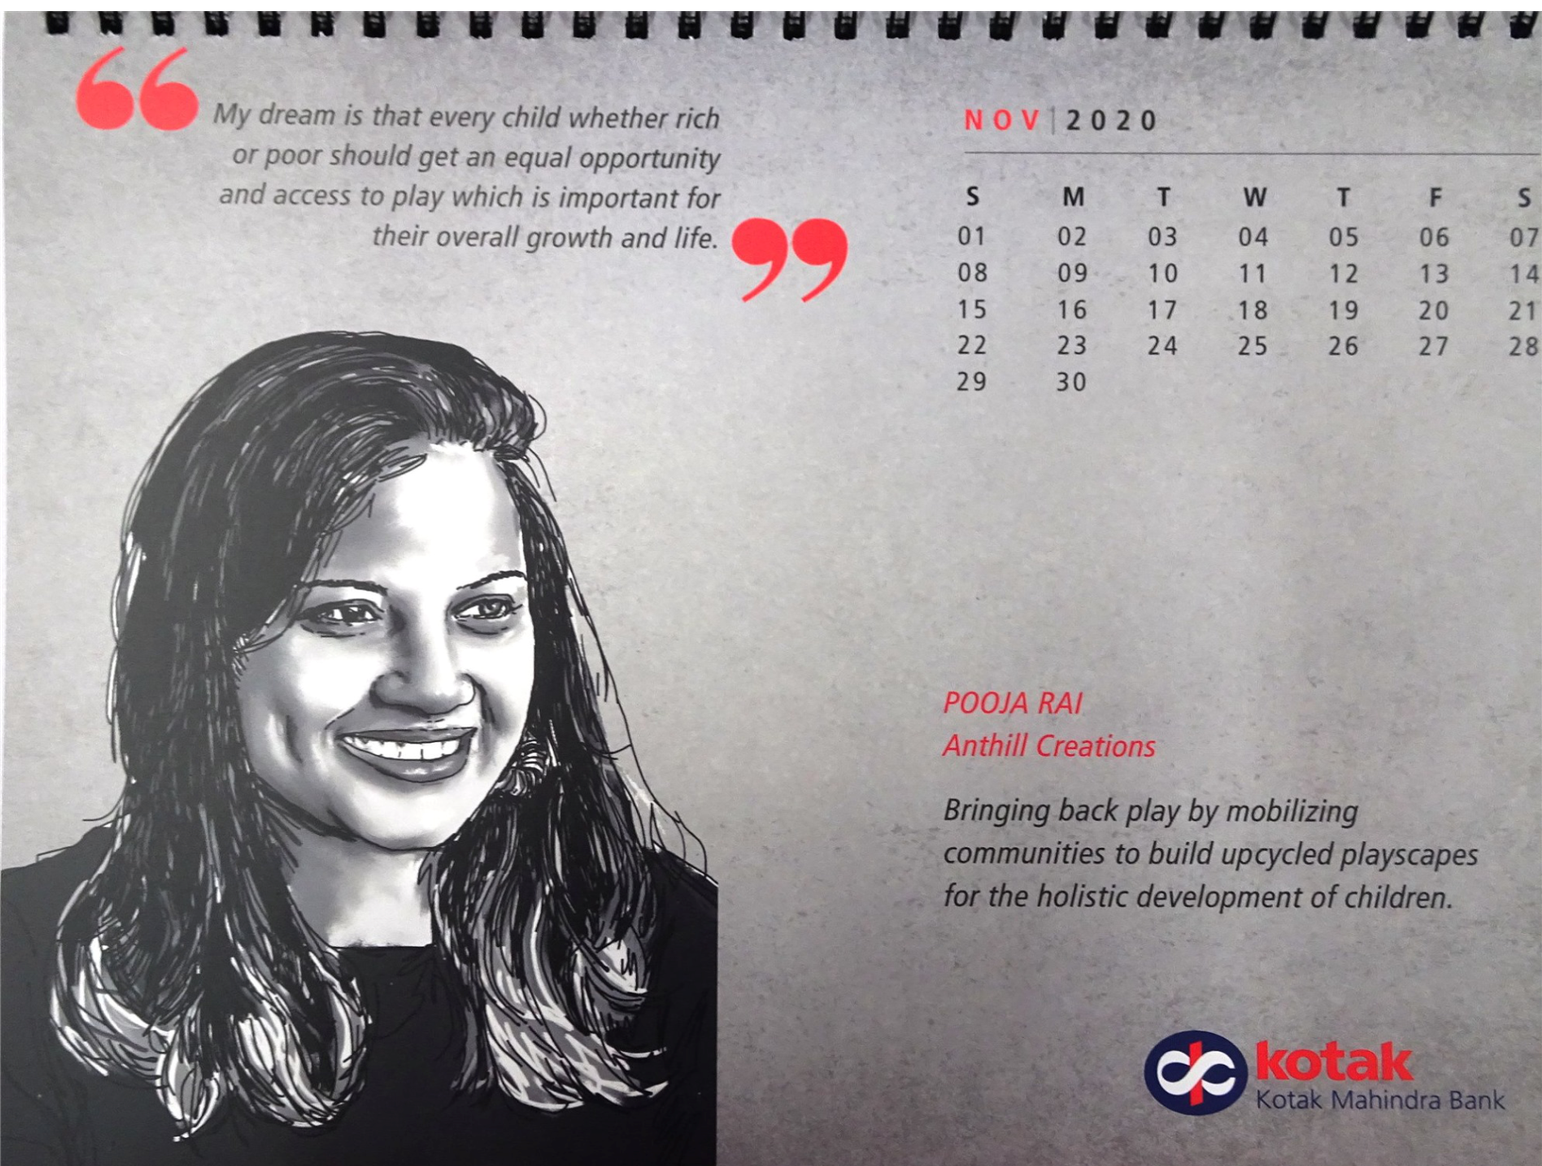 My dream is that every child whether rich
or poor should get an equal opportunity
and access to play which is important for
their overall growth and life.
NOV | 2020
S M T W T F S
01 02 03 04 05 06 07
08 09 10 11 12 13 14
15 16 17 18 19 20 21
22 23 24 25 26 27 28
29 30
POOJA RAI
Anthill Creations
Bringing back play by mobilizing
communities to build upcycled playscapes
for the holistic development of children.
kotak
Kotak Mahindra Bank